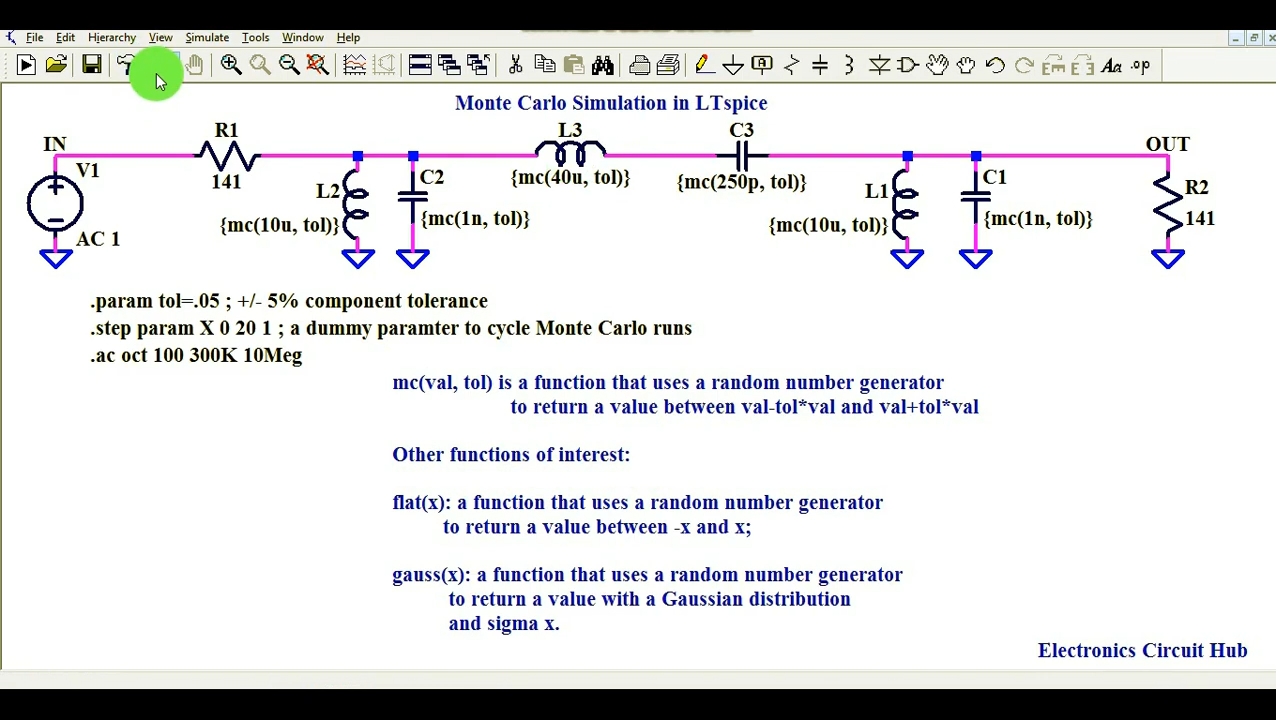 File Edit Hierarchy View Simulate Tools Window Help
Aa .op
Monte Carlo Simulation in LTspice
IN
V1
AC 1
R1
141
L2
{mc(10u, tol)}
C2
{mc(1n, tol)}
L3
{mc(40u, tol)}
C3
{mc(250p, tol)}
L1
{mc(10u, tol)}
C1
{mc(1n, tol)}
OUT
R2
141
.param tol=.05 ; +/- 5% component tolerance
.step param X 0 20 1 ; a dummy paramter to cycle Monte Carlo runs
.ac oct 100 300K 10Meg
mc(val, tol) is a function that uses a random number generator
to return a value between val-tol*val and val+tol*val
Other functions of interest:
flat(x): a function that uses a random number generator
to return a value between -x and x;
gauss(x): a function that uses a random number generator
to return a value with a Gaussian distribution
and sigma x.
Electronics Circuit Hub